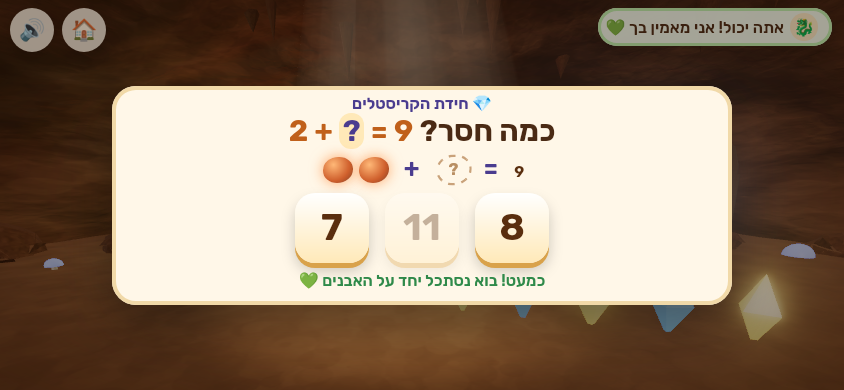 אתה יכול! אני מאמין בך 💚
💎 חידת הקריסטלים
כמה חסר? 2 + ? = 9
+ ? = 9
7 11 8
כמעט! בוא נסתכל יחד על האבנים 💚